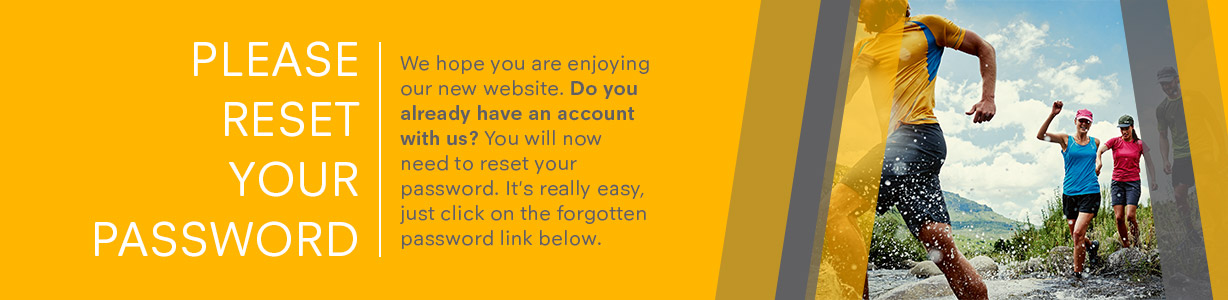 PLEASE
RESET
YOUR
PASSWORD
We hope you are enjoying
our new website. Do you
already have an account
with us? You will now
need to reset your
password. It's really easy,
just click on the forgotten
password link below.